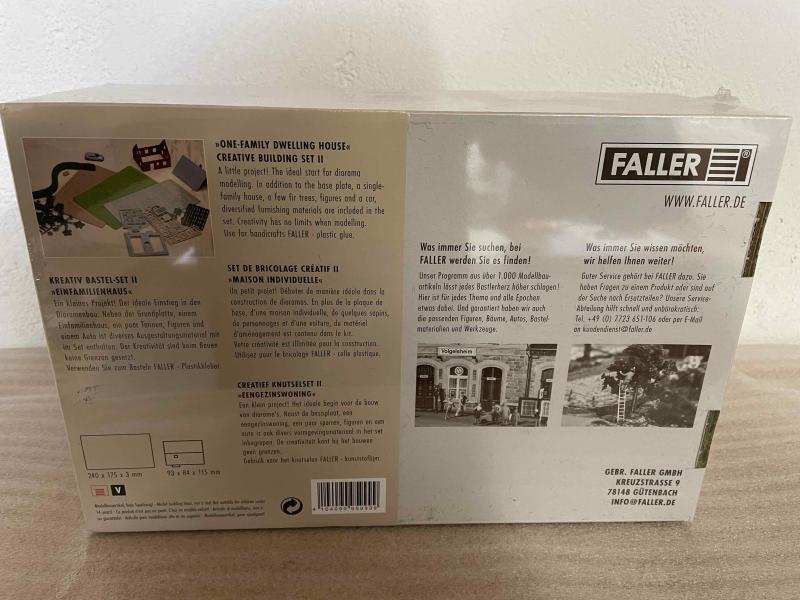 »ONE-FAMILY DWELLING HOUSE«
CREATIVE BUILDING SET II
A little project! The ideal start for diorama
modelling. In addition to the base plate, a single-
family house, a few fir trees, figures and a car,
diversified furnishing materials are included in the
set. Creativity has no limits when modelling.
Use for handicrafts FALLER - plastic glue.
KREATIV BASTEL-SET II
»EINFAMILIENHAUS«
Ein kleines Projekt! Der ideale Einstieg in den
Dioramenbau. Neben der Grundplatte, einem
Einfamilienhaus, ein paar Tannen, Figuren und
einem Auto ist diverses Ausgestaltungsmaterial mit
im Set enthalten. Der Kreativität sind beim Bauen
keine Grenzen gesetzt.
Verwenden Sie zum Basteln FALLER - Plastikkleber.
SET DE BRICOLAGE CRÉATIF II
»MAISON INDIVIDUELLE«
Un petit projet! Débuter de manière idéale dans la
construction de dioramas. En plus de la plaque de
base, d'une maison individuelle, de quelques sapins,
de personnages et d'une voiture, du matériel
d'aménagement est contenu dans le kit.
Votre créativité est illimitée pour la construction.
Utilisez pour le bricolage FALLER - colle plastique.
CREATIEF KNUTSELSET II
»EENGEZINSWONING«
Een klein project! Het ideale begin voor de bouw
van diorama's. Naast de basisplaat, een
eengezinswoning, een paar sparren, figuren en een
auto is ook divers vormgevingsmateriaal in het set
inbegrepen. De creativiteit kent bij het bouwen
geen grenzen.
Gebruik voor het knutselen FALLER - kunststoflijm.
240 x 175 x 3 mm
93 x 84 x 115 mm
V
4 104090 959999
FALLER ®
WWW.FALLER.DE
Was immer Sie suchen, bei
FALLER werden Sie es finden!
Unser Programm aus über 1.000 Modellbau-
artikeln lässt jedes Bastlerherz höher schlagen!
Hier ist für jedes Thema und alle Epochen
etwas dabei. Und garantiert haben wir auch
die passenden Figuren, Bäume, Autos, Bastel-
materialien und Werkzeuge.
Was immer Sie wissen möchten,
wir helfen Ihnen weiter!
Guter Service gehört bei FALLER dazu. Sie
haben Fragen zu einem Produkt oder sind auf
der Suche nach Ersatzteilen? Unsere Service-
Abteilung hilft schnell und unbürokratisch:
Tel. +49 (0) 7723 651-106 oder per E-Mail
an kundendienst@faller.de.
Volgelsheim
GEBR. FALLER GMBH
KREUZSTRASSE 9
78148 GÜTENBACH
INFO@FALLER.DE